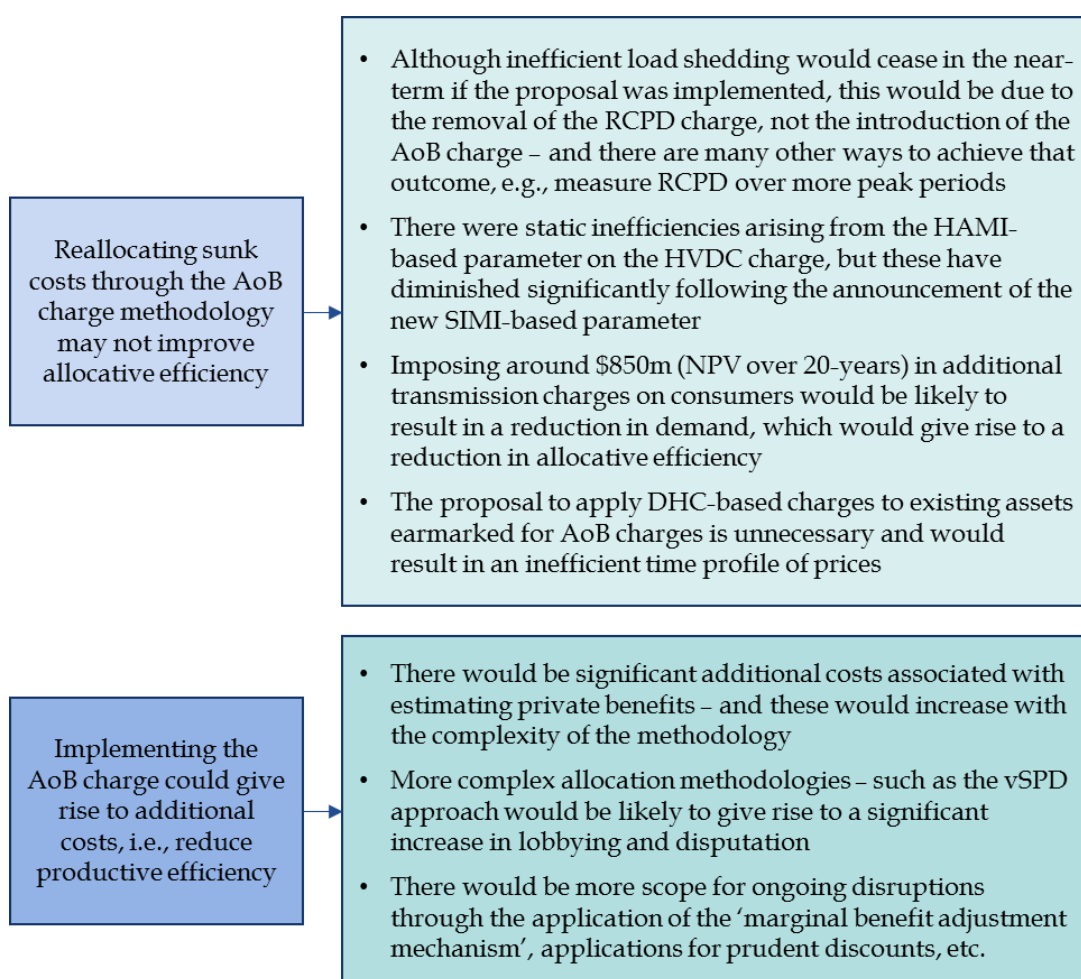 Reallocating sunk
costs through the AoB
charge methodology
may not improve
allocative efficiency
• Although inefficient load shedding would cease in the near-
term if the proposal was implemented, this would be due to
the removal of the RCPD charge, not the introduction of the
AoB charge – and there are many other ways to achieve that
outcome, e.g., measure RCPD over more peak periods
• There were static inefficiencies arising from the HAMI-
based parameter on the HVDC charge, but these have
diminished significantly following the announcement of the
new SIMI-based parameter
• Imposing around $850m (NPV over 20-years) in additional
transmission charges on consumers would be likely to
result in a reduction in demand, which would give rise to a
reduction in allocative efficiency
• The proposal to apply DHC-based charges to existing assets
earmarked for AoB charges is unnecessary and would
result in an inefficient time profile of prices
Implementing the
AoB charge could give
rise to additional
costs, i.e., reduce
productive efficiency
• There would be significant additional costs associated with
estimating private benefits – and these would increase with
the complexity of the methodology
• More complex allocation methodologies – such as the vSPD
approach would be likely to give rise to a significant
increase in lobbying and disputation
• There would be more scope for ongoing disruptions
through the application of the ‘marginal benefit adjustment
mechanism’, applications for prudent discounts, etc.